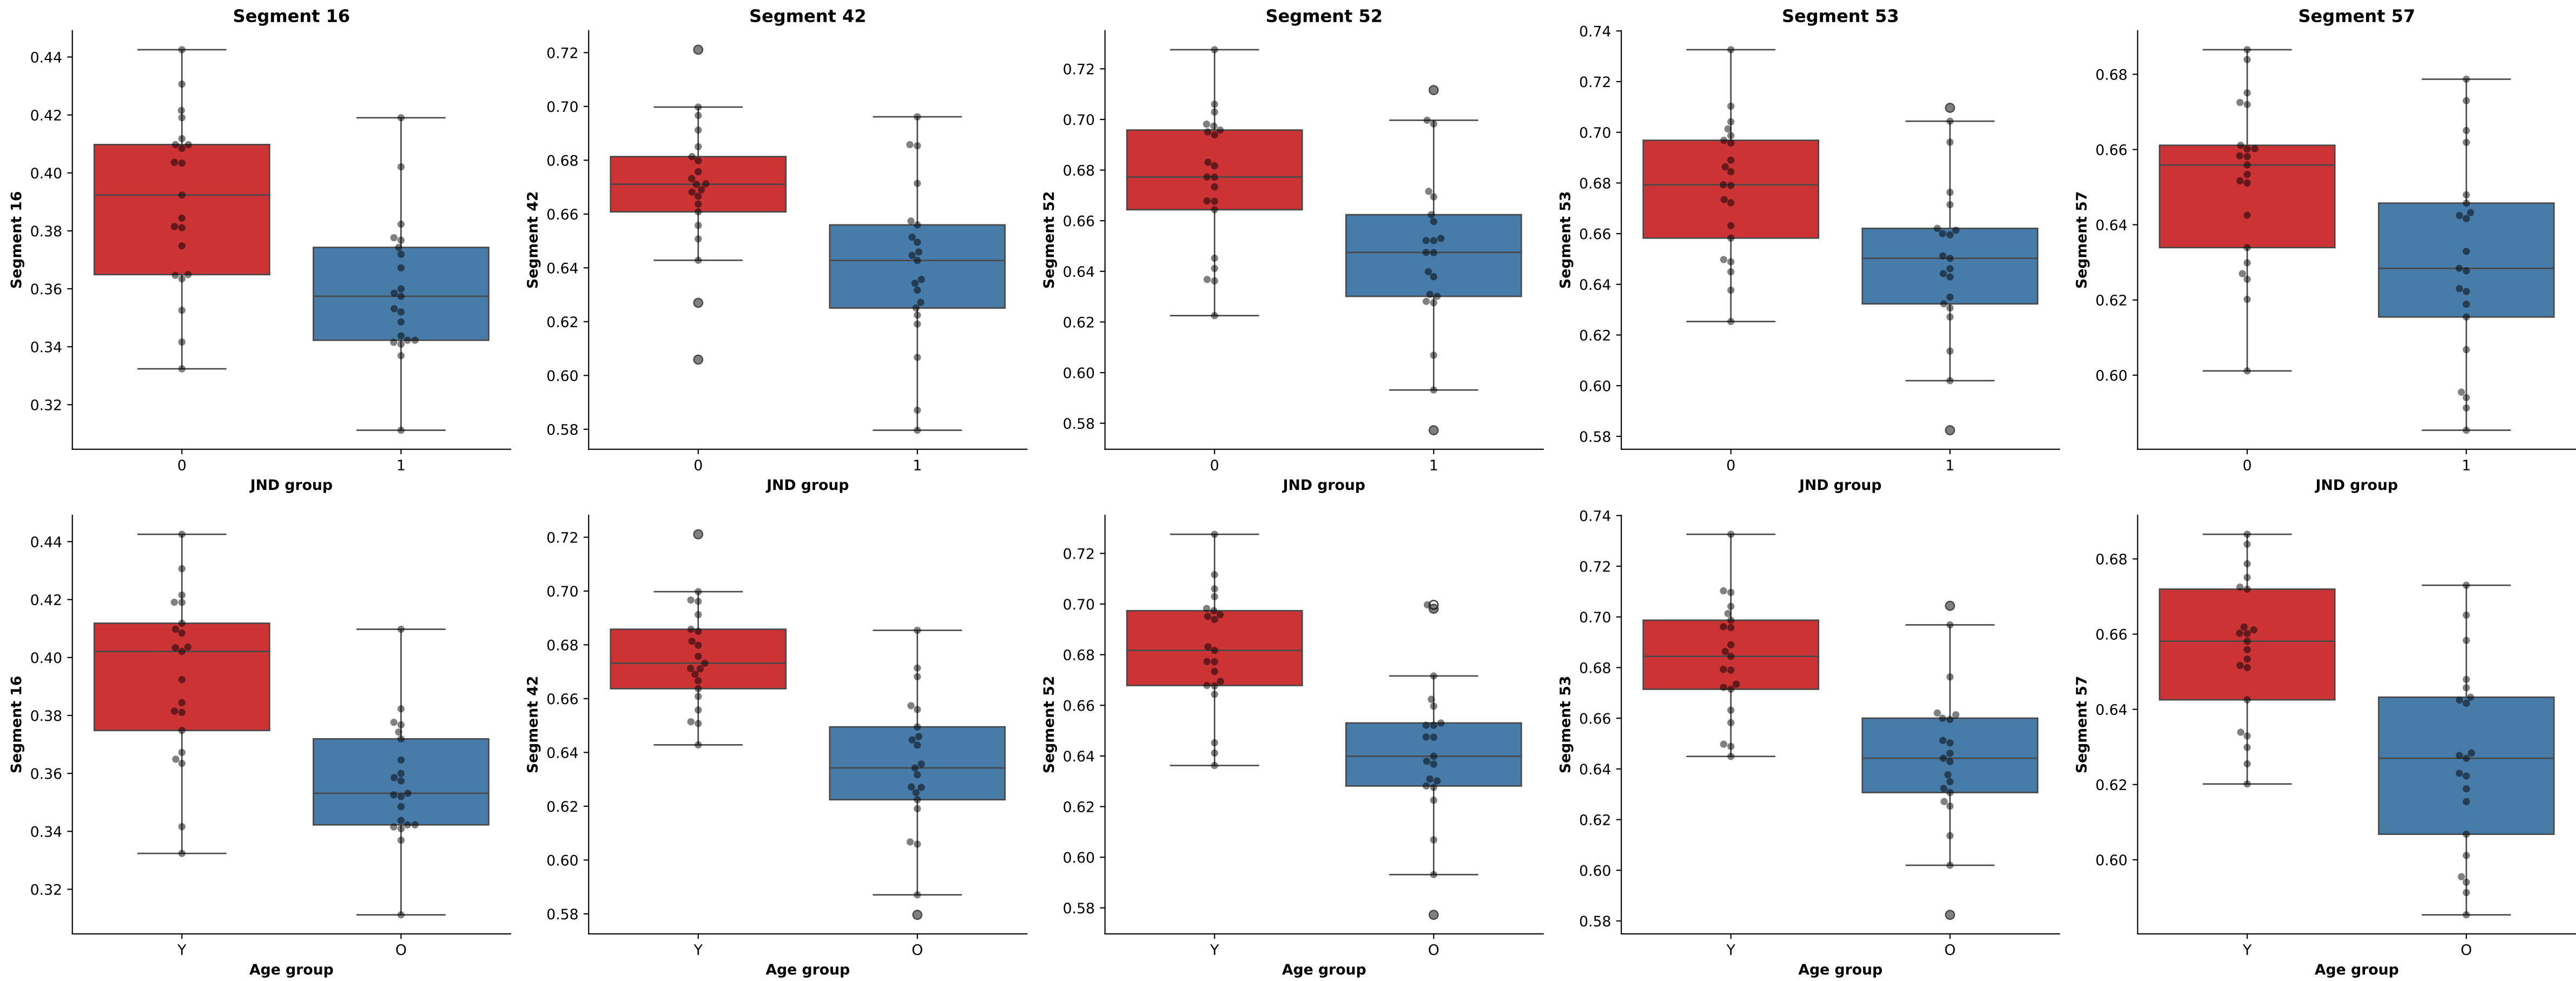 Segment 16
Segment 42
Segment 52
Segment 53
Segment 57
Segment 16
0.44
0.42
0.40
0.38
0.36
0.34
0.32
0
1
JND group
Segment 42
0.72
0.70
0.68
0.66
0.64
0.62
0.60
0.58
0
1
JND group
Segment 52
0.72
0.70
0.68
0.66
0.64
0.62
0.60
0.58
0
1
JND group
Segment 53
0.74
0.72
0.70
0.68
0.66
0.64
0.62
0.60
0.58
0
1
JND group
Segment 57
0.68
0.66
0.64
0.62
0.60
0
1
JND group
Segment 16
0.44
0.42
0.40
0.38
0.36
0.34
0.32
Y
O
Age group
Segment 42
0.72
0.70
0.68
0.66
0.64
0.62
0.60
0.58
Y
O
Age group
Segment 52
0.72
0.70
0.68
0.66
0.64
0.62
0.60
0.58
Y
O
Age group
Segment 53
0.74
0.72
0.70
0.68
0.66
0.64
0.62
0.60
0.58
Y
O
Age group
Segment 57
0.68
0.66
0.64
0.62
0.60
Y
O
Age group